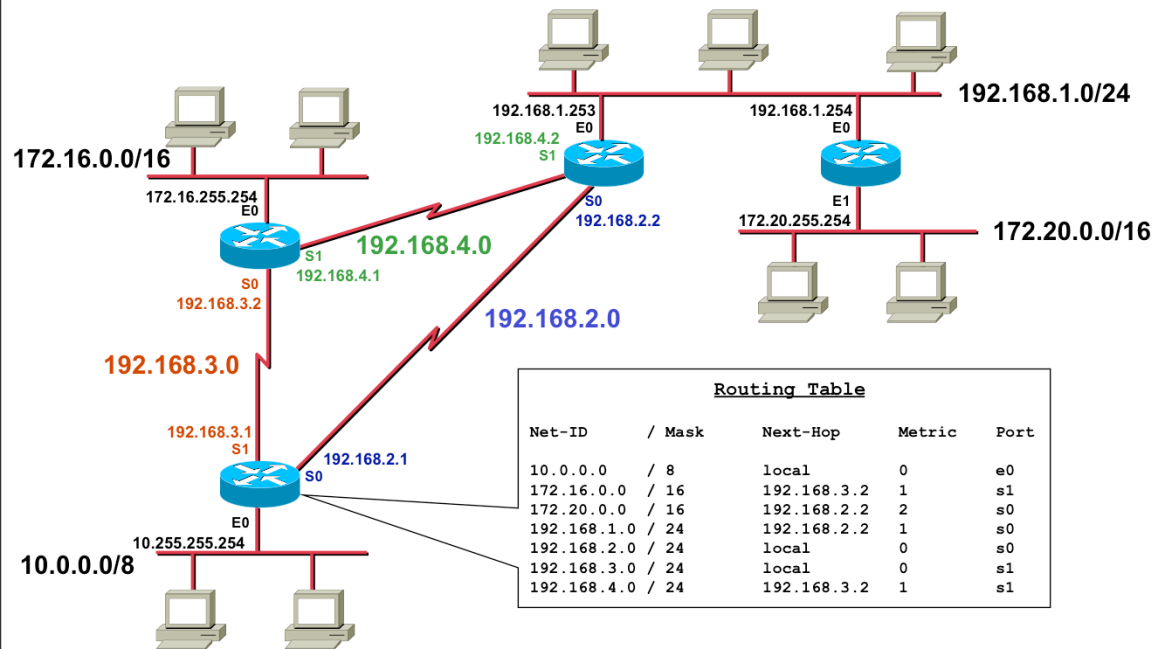 192.168.1.0/24
192.168.1.253
E0
192.168.1.254
E0
192.168.4.2
S1
172.16.0.0/16
172.16.255.254
E0
S0
192.168.2.2
E1
172.20.255.254
172.20.0.0/16
192.168.4.0
S1
192.168.4.1
S0
192.168.3.2
192.168.2.0
192.168.3.0
192.168.3.1
S1
192.168.2.1
S0
E0
10.255.255.254
10.0.0.0/8
Routing Table
Net-ID / Mask Next-Hop Metric Port
10.0.0.0 / 8 local 0 e0
172.16.0.0 / 16 192.168.3.2 1 s1
172.20.0.0 / 16 192.168.2.2 2 s0
192.168.1.0 / 24 192.168.2.2 1 s0
192.168.2.0 / 24 local 0 s0
192.168.3.0 / 24 local 0 s1
192.168.4.0 / 24 192.168.3.2 1 s1